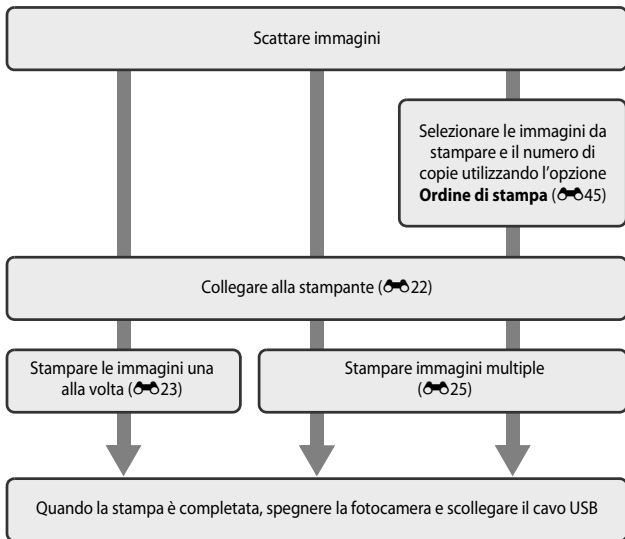 Scattare immagini
Selezionare le immagini da
stampare e il numero di
copie utilizzando l'opzione
Ordine di stampa (45)
Collegare alla stampante (22)
Stampare le immagini una
alla volta (23)
Stampare immagini multiple
(25)
Quando la stampa è completata, spegnere la fotocamera e scollegare il cavo USB